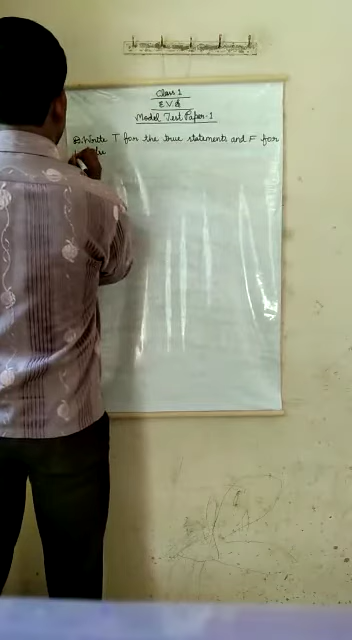 Class 1
E.V.S
Model Test Paper-1
Q. Write T for the true statements and F for